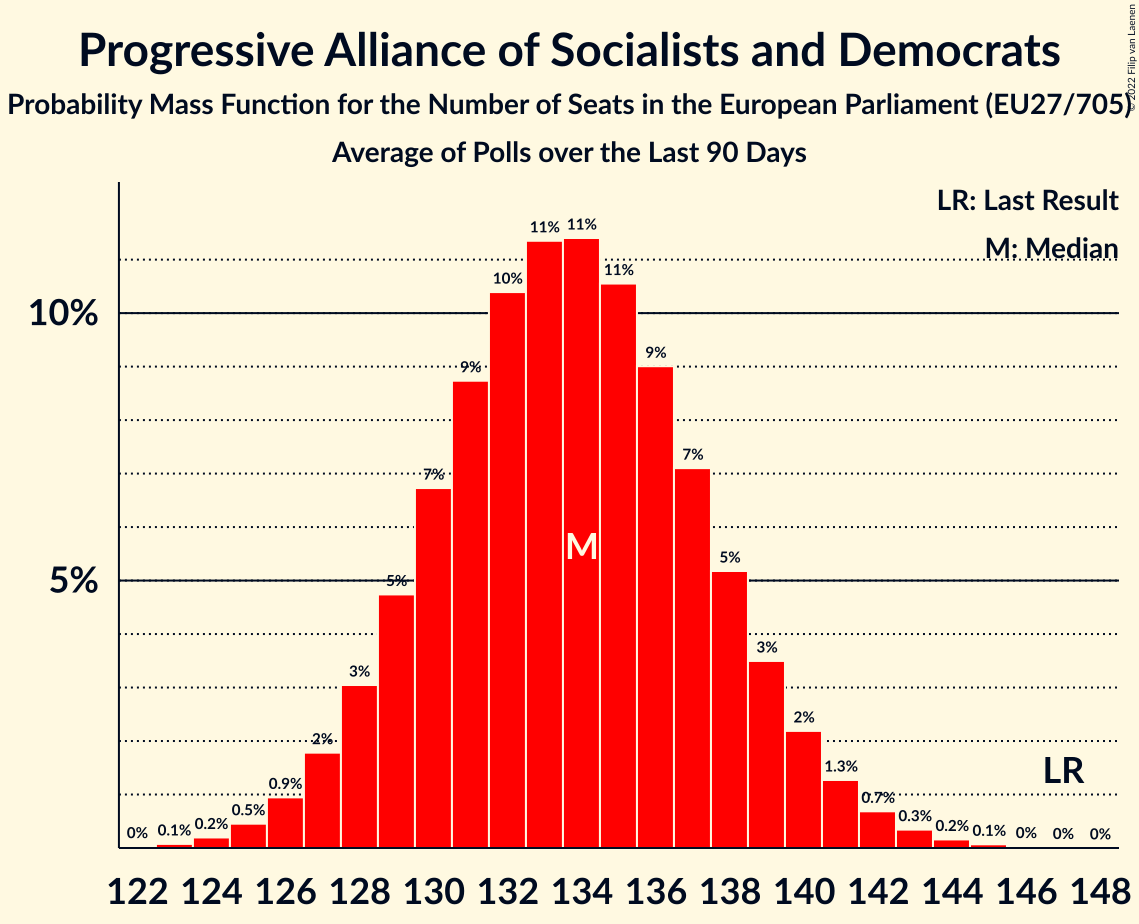 © 2022 Filip van Laenen
Progressive Alliance of Socialists and Democrats
Probability Mass Function for the Number of Seats in the European Parliament (EU27/705)
Average of Polls over the Last 90 Days
LR: Last Result
M: Median
10%
5%
0% 0.1% 0.2% 0.5% 0.9% 2% 3% 5% 7% 9% 10% 11% 11% 11% 9% 7% 5% 3% 2% 1.3% 0.7% 0.3% 0.2% 0.1% 0% 0% 0%
M
LR
122 124 126 128 130 132 134 136 138 140 142 144 146 148